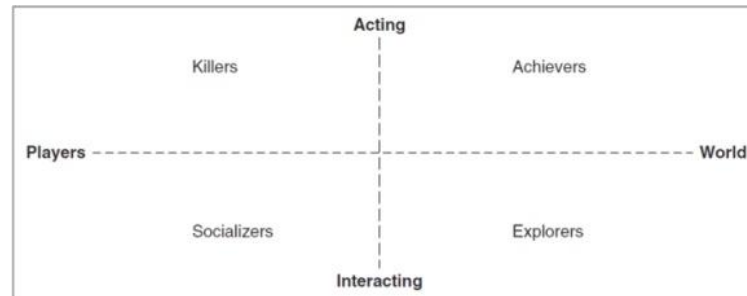 Acting
Killers Achievers
Players World
Socializers Explorers
Interacting